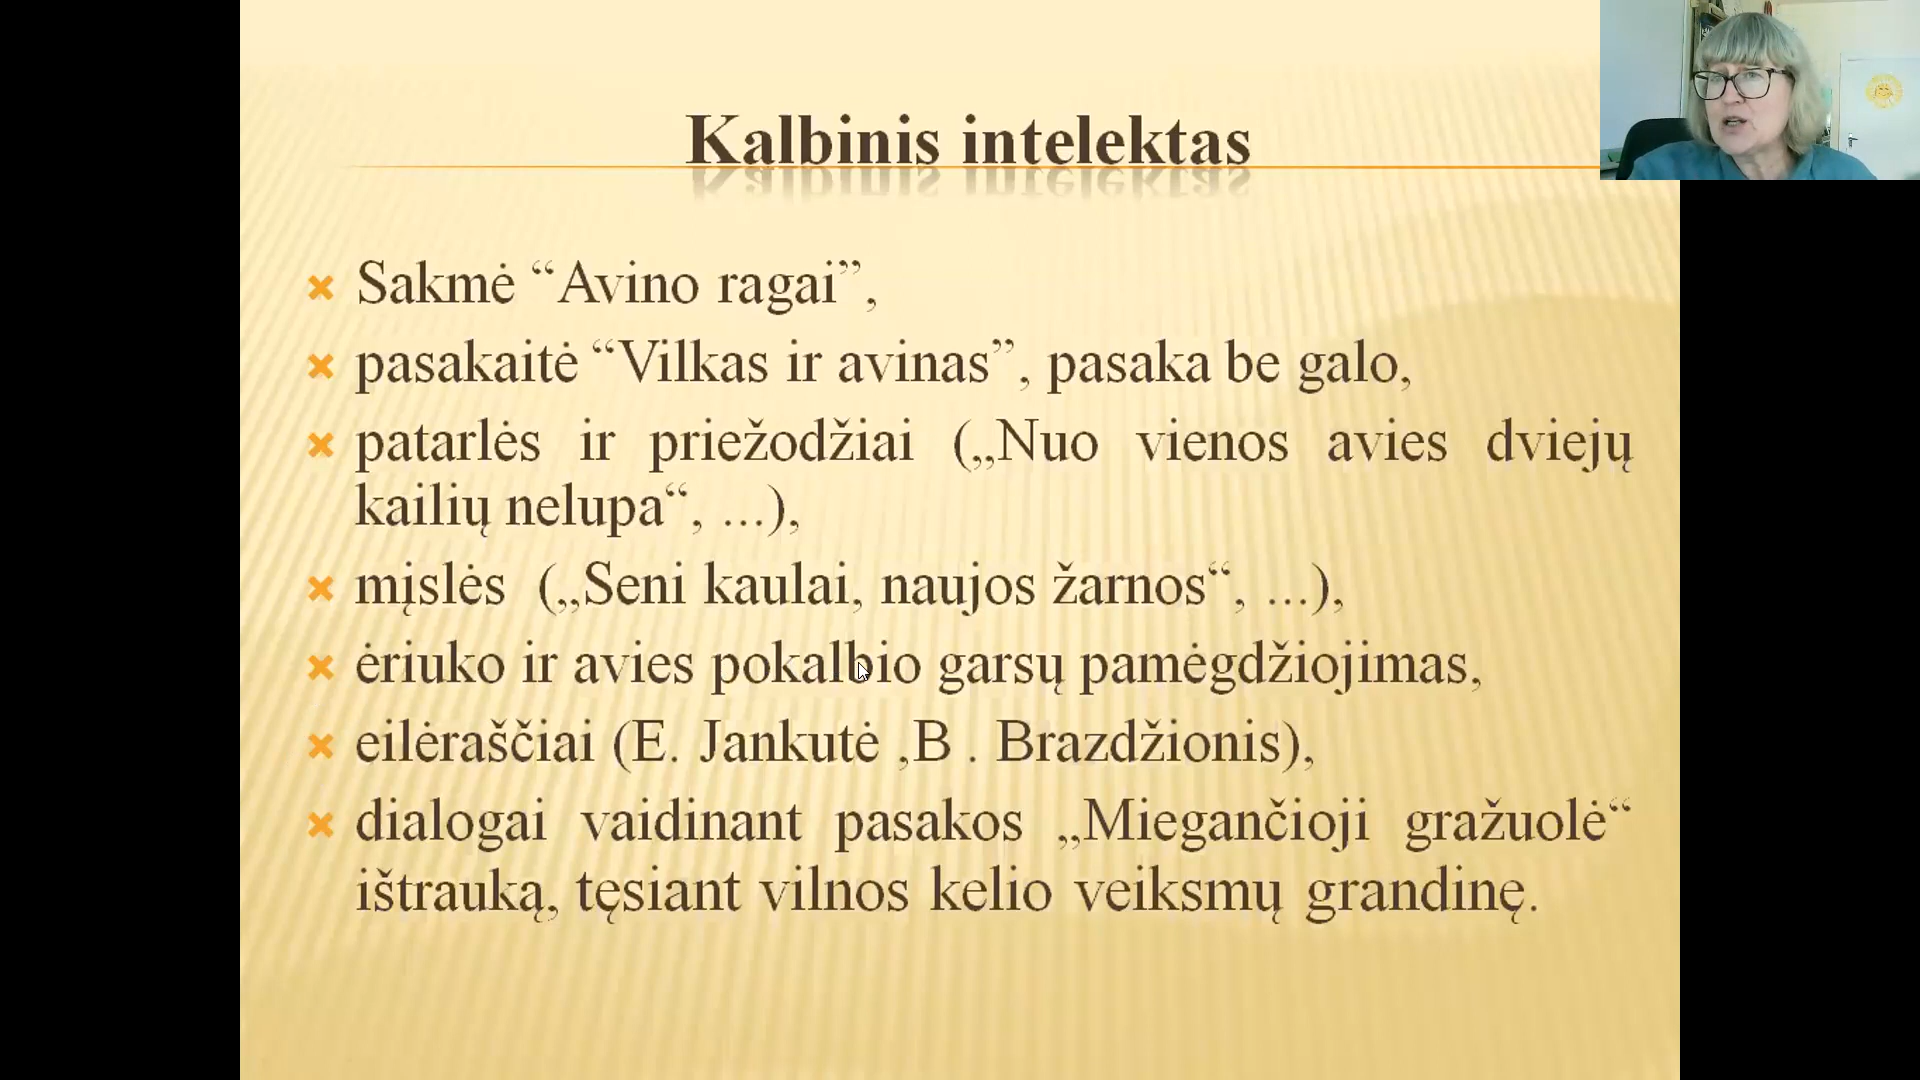 Kalbinis intelektas
Sakmė “Avino ragai”,
pasakaitė “Vilkas ir avinas”, pasaka be galo,
patarlės ir priežodžiai („Nuo vienos avies dviejų
kailių nelupa“, ...),
mįslės („Seni kaulai, naujos žarnos“, ...),
ėriuko ir avies pokalbio garsų pamėgdžiojimas,
eilėraščiai (E. Jankutė ,B . Brazdžionis),
dialogai vaidinant pasakos „Miegančioji gražuolė“
ištrauką, tęsiant vilnos kelio veiksmų grandinę.